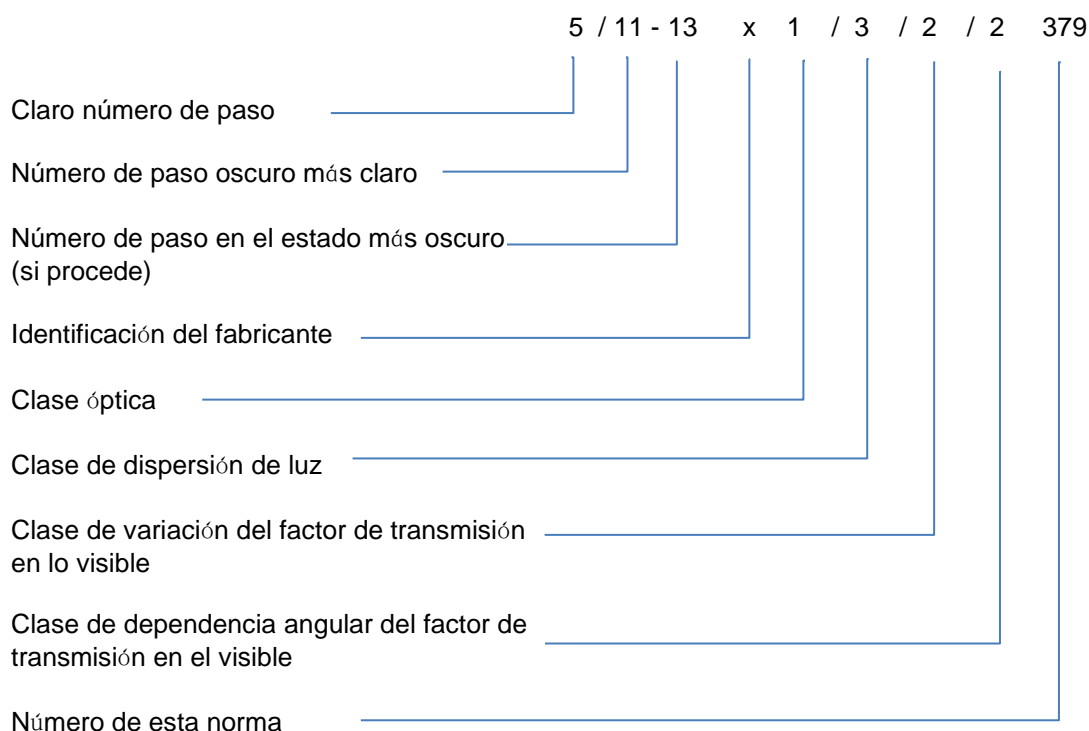 5 / 11 - 13 x 1 / 3 / 2 / 2 379
Claro número de paso
Número de paso oscuro más claro
Número de paso en el estado más oscuro
(si procede)
Identificación del fabricante
Clase óptica
Clase de dispersión de luz
Clase de variación del factor de transmisión
en lo visible
Clase de dependencia angular del factor de
transmisión en el visible
Número de esta norma